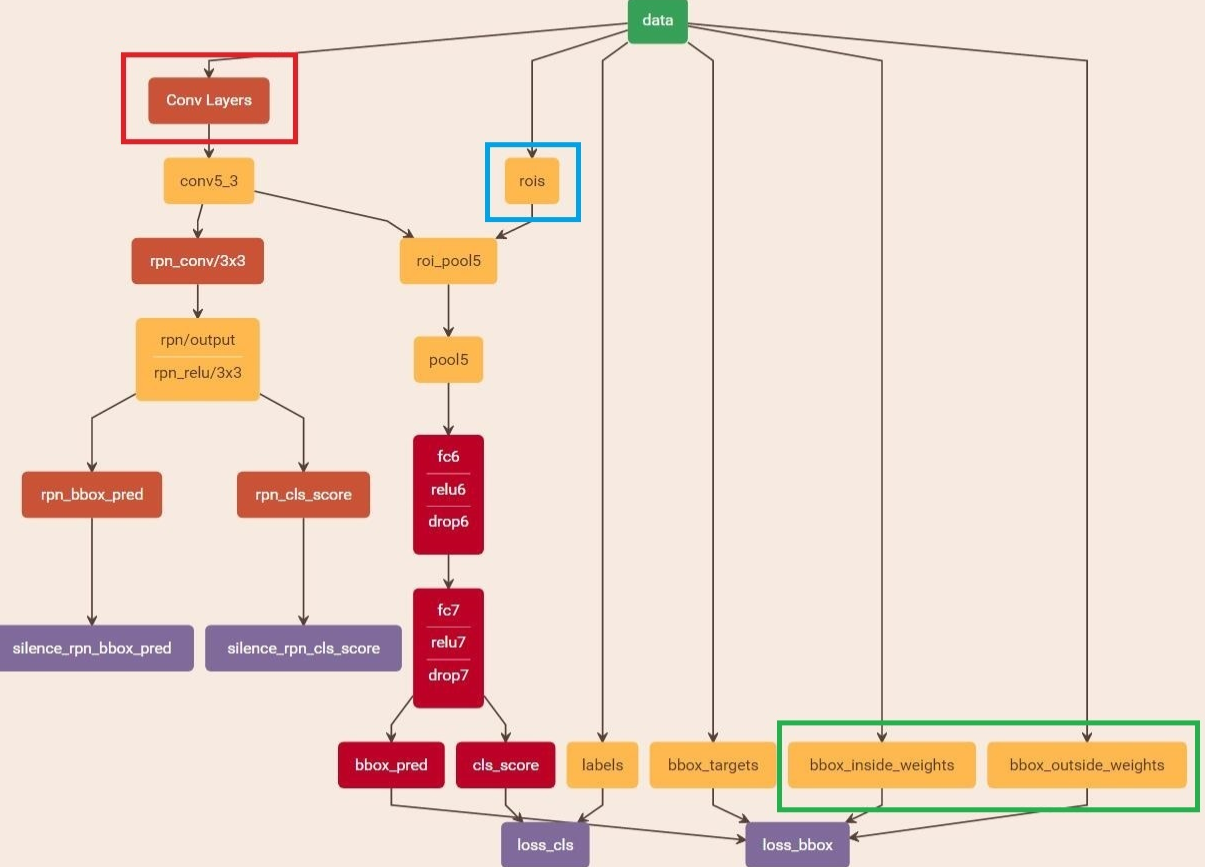 data
Conv Layers
conv5_3
rois
rpn_conv/3x3
roi_pool5
rpn/output
rpn_relu/3x3
pool5
fc6
relu6
drop6
rpn_bbox_pred
rpn_cls_score
fc7
relu7
drop7
silence_rpn_bbox_pred
silence_rpn_cls_score
bbox_pred
cls_score
labels
bbox_targets
bbox_inside_weights
bbox_outside_weights
loss_cls
loss_bbox